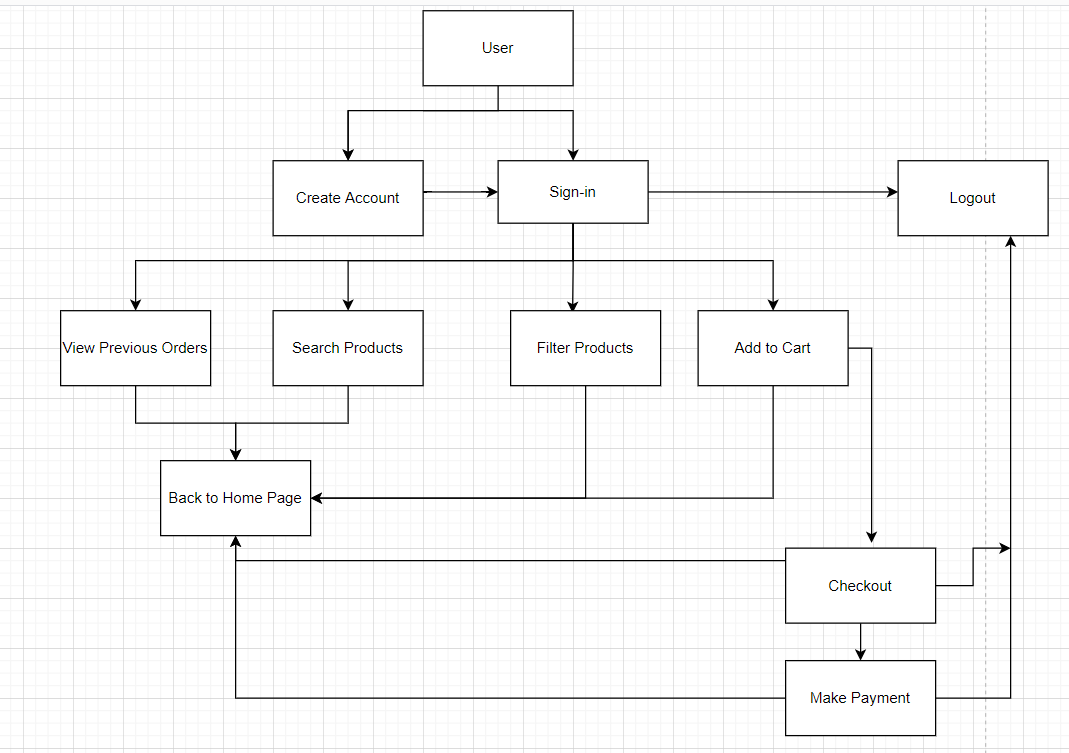 User
Create Account
Sign-in
Logout
View Previous Orders
Search Products
Filter Products
Add to Cart
Back to Home Page
Checkout
Make Payment